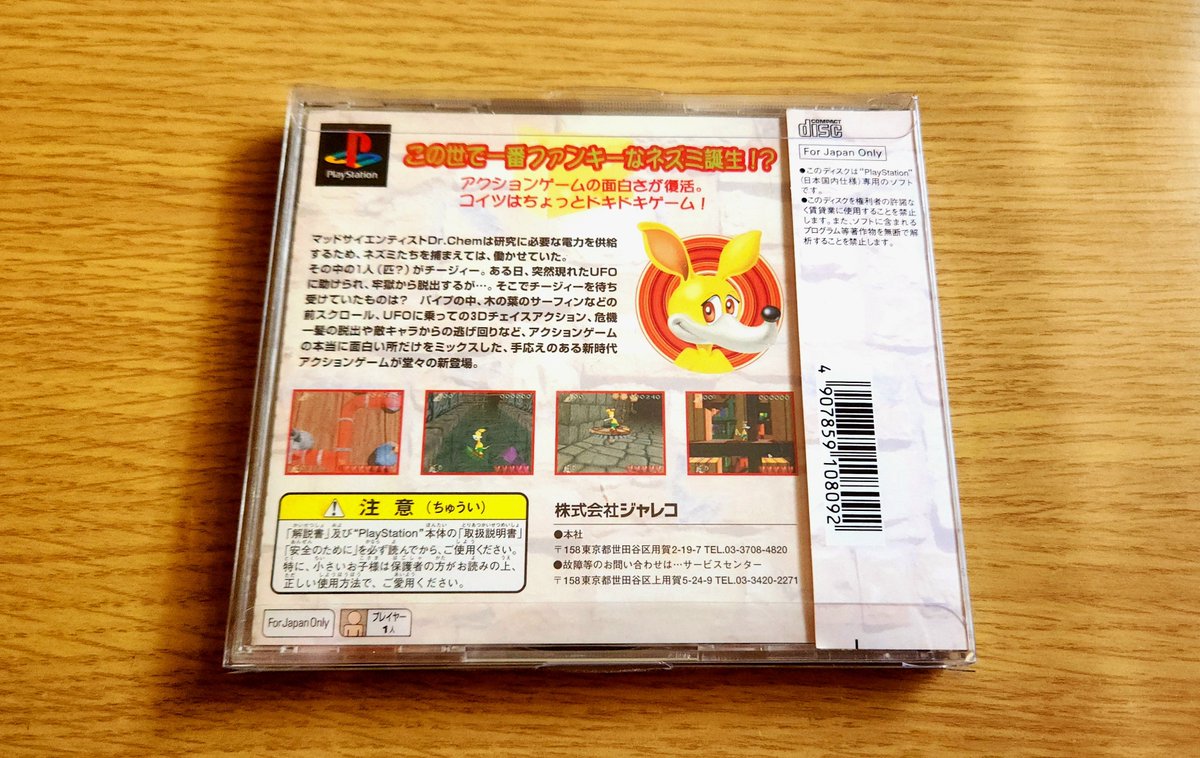 PlayStation
この世で一番ファンキーなネズミ誕生!?
アクションゲームの面白さが復活。
コイツはちょっとドキドキゲーム!
マッドサイエンティストDr.Chemは研究に必要な電力を供給
するため、ネズミたちを捕まえては、働かせていた。
その中の1人(匹?)がチージィー。ある日、突然現れたUFO
に助けられ、牢獄から脱出するが…。そこでチージィーを待ち
受けていたものは? パイプの中、木の葉のサーフィンなどの
前スクロール、UFOに乗っての3Dチェイスアクション、危機
一髪の脱出や敵キャラからの逃げ回りなど、アクションゲーム
の本当に面白い所だけをミックスした、手応えのある新時代
アクションゲームが堂々の新登場。
注意(ちゅうい)
「解説書」及び"PlayStation"本体の「取扱説明書」
「安全のために」を必ず読んでから、ご使用ください。
特に、小さいお子様は保護者の方がお読みの上、
正しい使用方法で、ご愛用ください。
For Japan Only
プレイヤー
1人
株式会社ジャレコ
●本社
〒158東京都世田谷区用賀2-19-7 TEL.03-3708-4820
●故障等のお問い合わせは…サービスセンター
〒158東京都世田谷区上用賀5-24-9 TEL.03-3420-2271
COMPACT
disc
For Japan Only
●このディスクは"PlayStation"
(日本国内仕様)専用のソフト
です。
●このディスクを権利者の許諾な
く賃貸業に使用することを禁止
します。また、ソフトに含まれる
プログラム等著作物を無断で解
析することを禁止します。
4 907859 108092